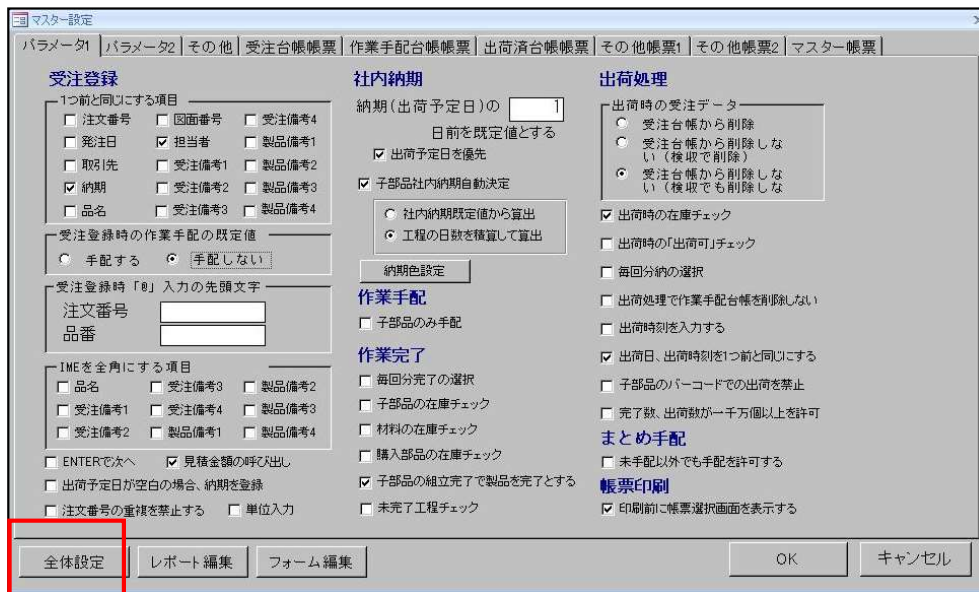 マスター設定
パラメータ1 パラメータ2 その他 受注台帳帳票 作業手配台帳帳票 出荷済台帳帳票 その他帳票1 その他帳票2 マスター帳票
受注登録
1つ前と同じにする項目
注文番号 図面番号 受注備考4
発注日 担当者 製品備考1
取引先 受注備考1 製品備考2
納期 受注備考2 製品備考3
品名 受注備考3 製品備考4
受注登録時の作業手配の既定値
手配する 手配しない
受注登録時「@」入力の先頭文字
注文番号
品番
IMEを全角にする項目
品名 受注備考3 製品備考2
受注備考1 受注備考4 製品備考3
受注備考2 製品備考1 製品備考4
ENTERで次へ 見積金額の呼び出し
出荷予定日が空白の場合、納期を登録
注文番号の重複を禁止する 単位入力
社内納期
納期(出荷予定日)の 1
日前を既定値とする
出荷予定日を優先
子部品社内納期自動決定
社内納期既定値から算出
工程の日数を積算して算出
納期色設定
作業手配
子部品のみ手配
作業完了
毎回分完了の選択
子部品の在庫チェック
材料の在庫チェック
購入部品の在庫チェック
子部品の組立完了で製品を完了とする
未完了工程チェック
出荷処理
出荷時の受注データ
受注台帳から削除
受注台帳から削除しな
い(検収で削除)
受注台帳から削除しな
い(検収でも削除しな
出荷時の在庫チェック
出荷時の「出荷可」チェック
毎回分納の選択
出荷処理で作業手配台帳を削除しない
出荷時刻を入力する
出荷日、出荷時刻を1つ前と同じにする
子部品のバーコードでの出荷を禁止
完了数、出荷数が一千万個以上を許可
まとめ手配
未手配以外でも手配を許可する
帳票印刷
印刷前に帳票選択画面を表示する
全体設定 レポート編集 フォーム編集 OK キャンセル